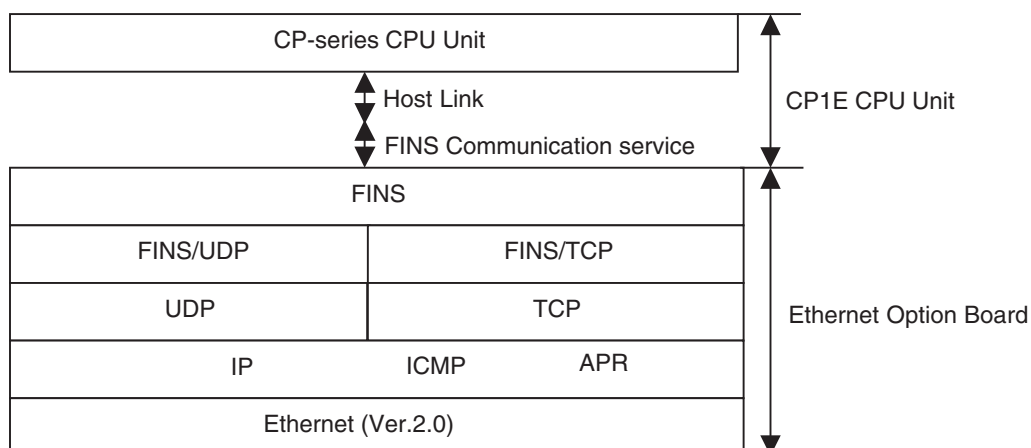 CP-series CPU Unit
Host Link
CP1E CPU Unit
FINS Communication service
FINS
FINS/UDP FINS/TCP
UDP TCP
Ethernet Option Board
IP ICMP APR
Ethernet (Ver.2.0)